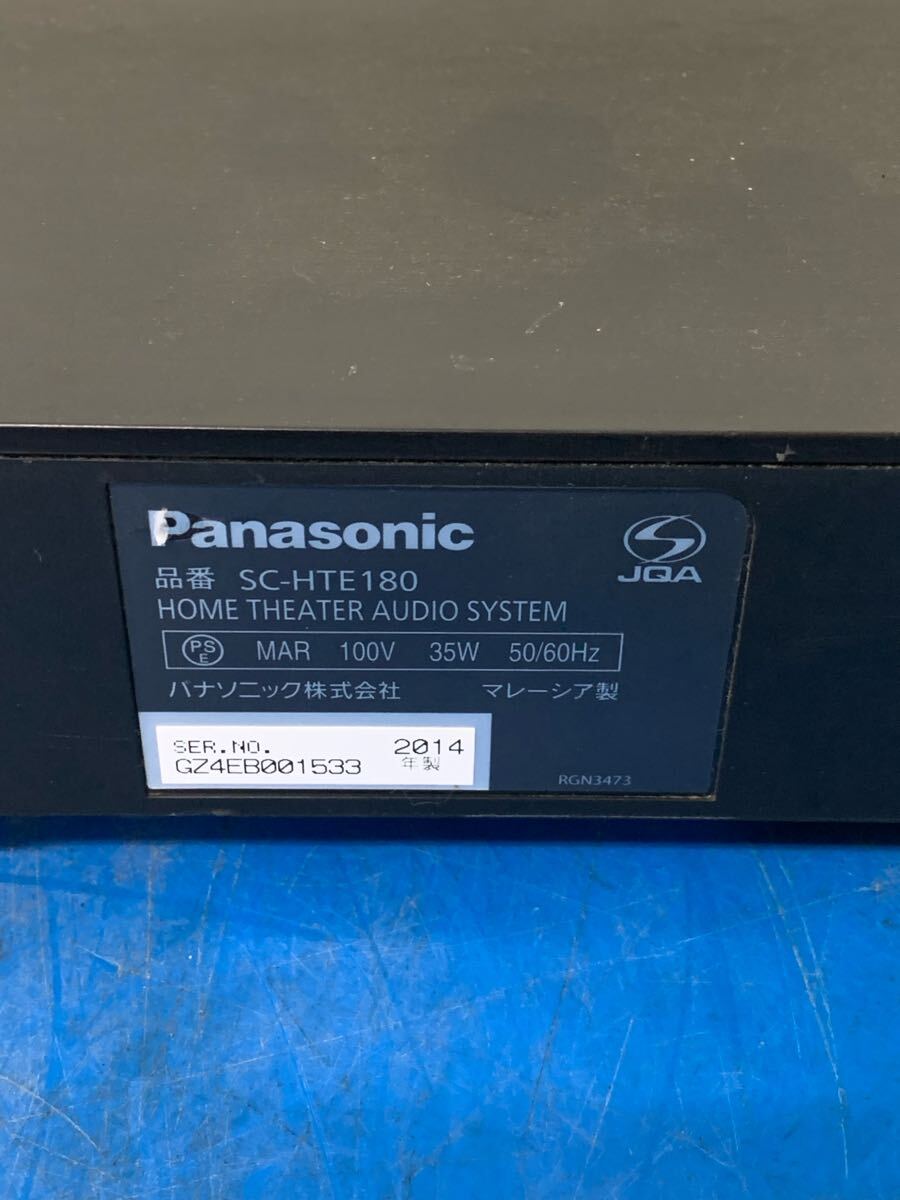 Panasonic
JQA
品番 SC-HTE180
HOME THEATER AUDIO SYSTEM
PSE MAR 100V 35W 50/60Hz
パナソニック株式会社 マレーシア製
SER.NO. 2014
GZ4EB001533 年製
RGN3473